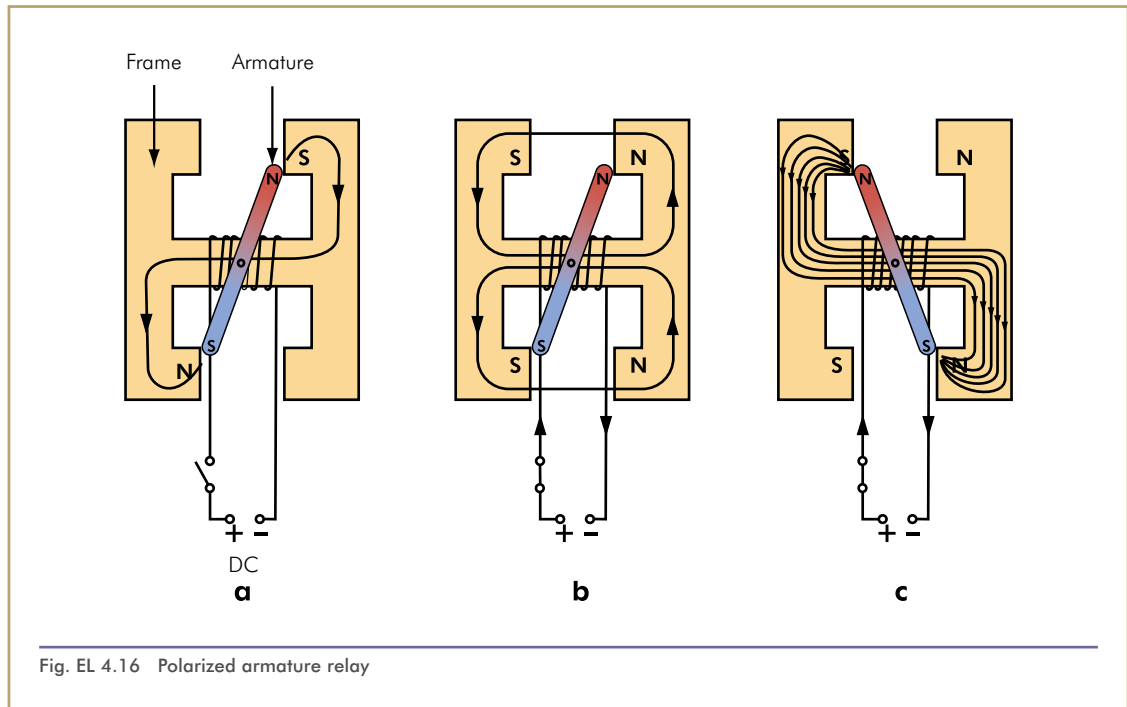 Frame Armature
S S N S N
N N N
S S S
N S N S N
+ - + - + -
DC
a b c
Fig. EL 4.16 Polarized armature relay